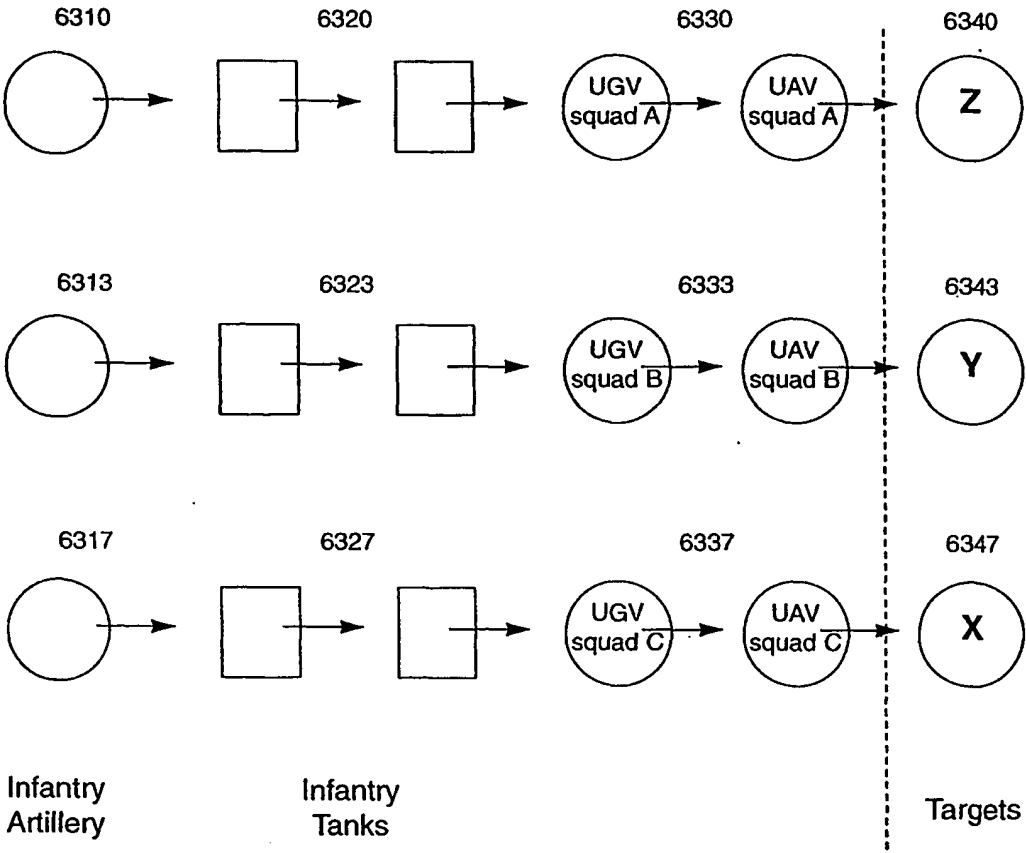 6310 6320 6330 6340
UGV squad A
UAV squad A
Z
6313 6323 6333 6343
UGV squad B
UAV squad B
Y
6317 6327 6337 6347
UGV squad C
UAV squad C
X
Infantry Artillery
Infantry Tanks
Targets